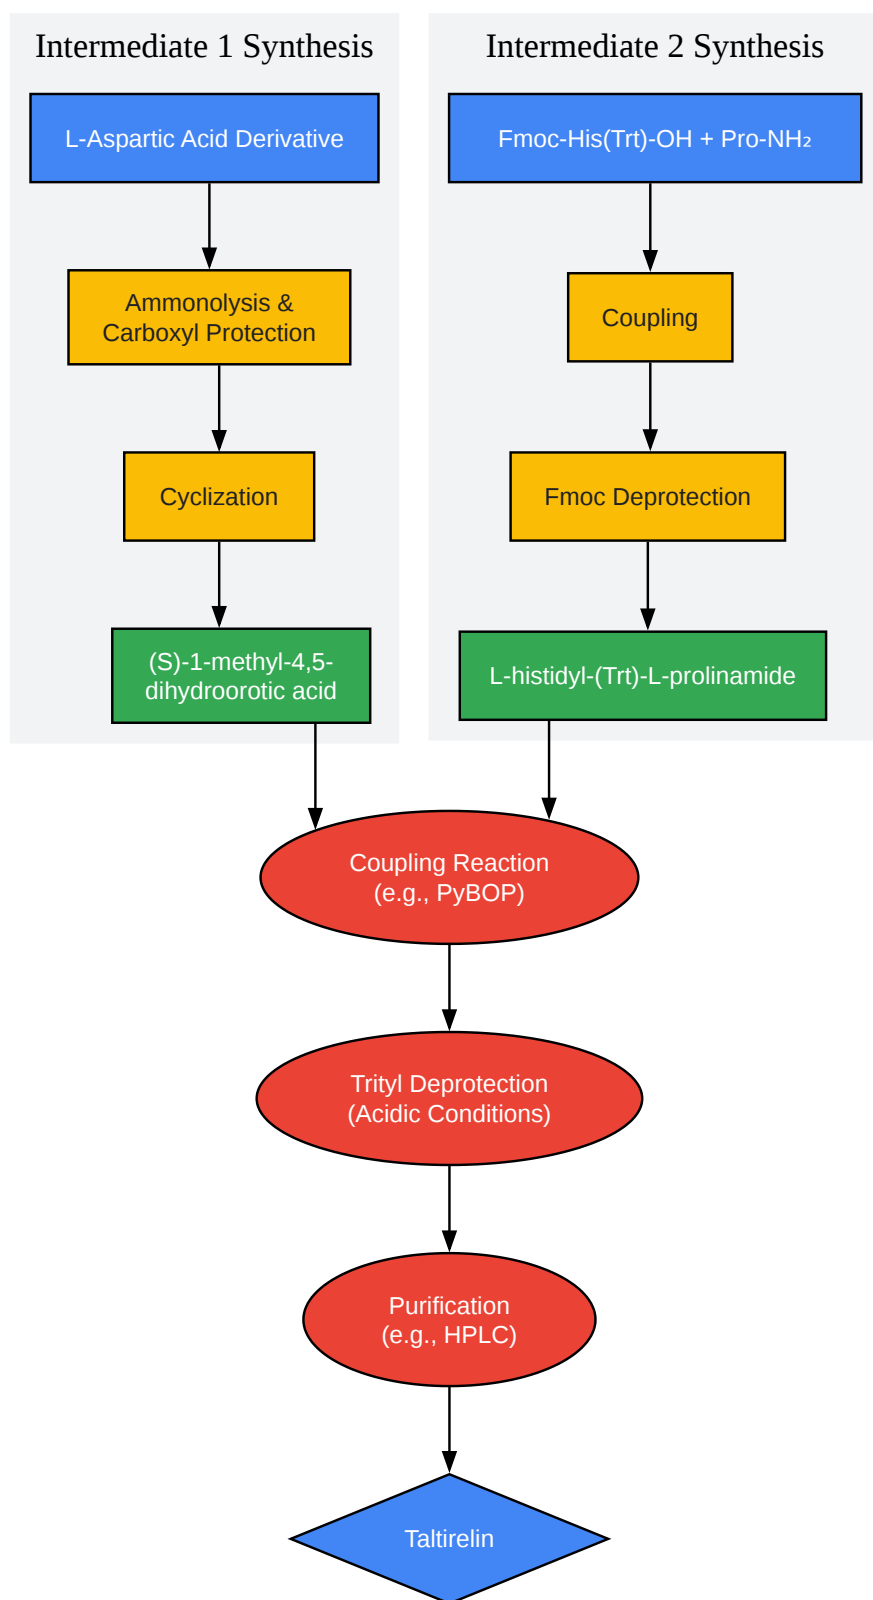 Intermediate 1 Synthesis
L-Aspartic Acid Derivative
Ammonolysis &
Carboxyl Protection
Cyclization
(S)-1-methyl-4,5-
dihydroorotic acid
Intermediate 2 Synthesis
Fmoc-His(Trt)-OH + Pro-NH₂
Coupling
Fmoc Deprotection
L-histidyl-(Trt)-L-prolinamide
Coupling Reaction
(e.g., PyBOP)
Trityl Deprotection
(Acidic Conditions)
Purification
(e.g., HPLC)
Taltirelin